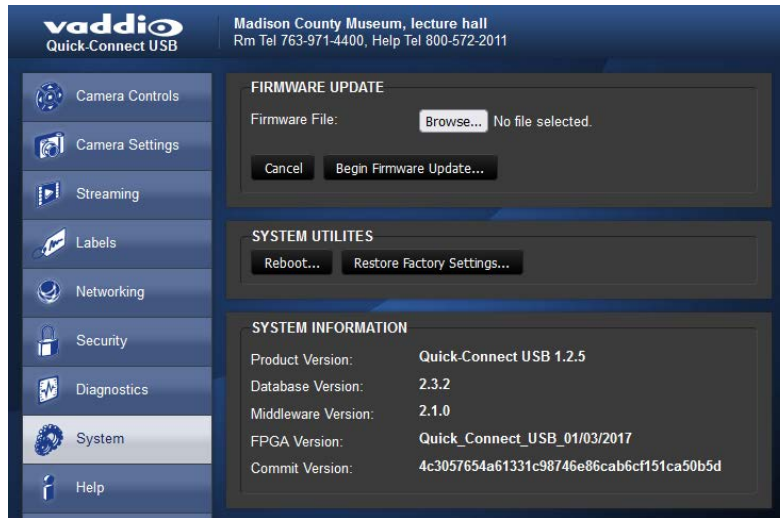 vaddio
Quick-Connect USB
Madison County Museum, lecture hall
Rm Tel 763-971-4400, Help Tel 800-572-2011
Camera Controls
Camera Settings
Streaming
Labels
Networking
Security
Diagnostics
System
Help
FIRMWARE UPDATE
Firmware File: Browse... No file selected.
Cancel Begin Firmware Update...
SYSTEM UTILITES
Reboot... Restore Factory Settings...
SYSTEM INFORMATION
Product Version: Quick-Connect USB 1.2.5
Database Version: 2.3.2
Middleware Version: 2.1.0
FPGA Version: Quick_Connect_USB_01/03/2017
Commit Version: 4c3057654a61331c98746e86cab6cf151ca50b5d